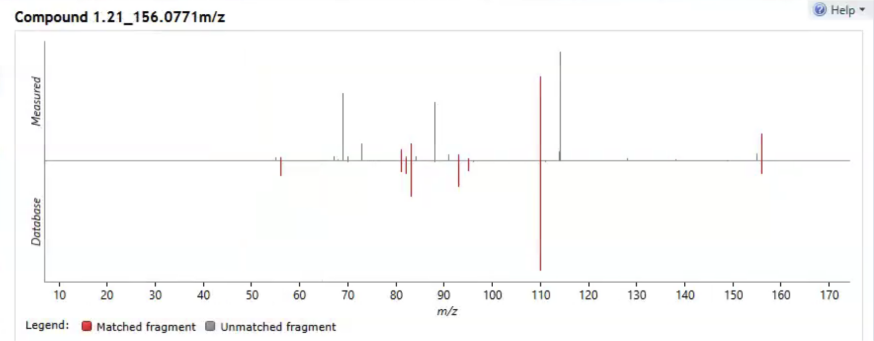 Compound 1.21_156.0771m/z
Help
Measured
Database
10 20 30 40 50 60 70 80 90 100 110 120 130 140 150 160 170
m/z
Legend: Matched fragment Unmatched fragment